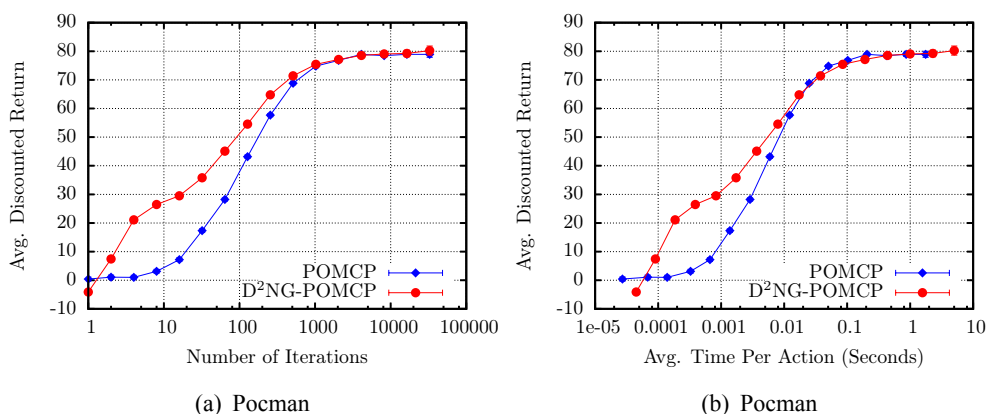 90
80
70
60
50
40
30
20
10
0
-10
Avg. Discounted Return
POMCP
D²NG-POMCP
1 10 100 1000 10000 100000
Number of Iterations
(a) Pocman
90
80
70
60
50
40
30
20
10
0
-10
Avg. Discounted Return
POMCP
D²NG-POMCP
1e-05 0.0001 0.001 0.01 0.1 1 10
Avg. Time Per Action (Seconds)
(b) Pocman